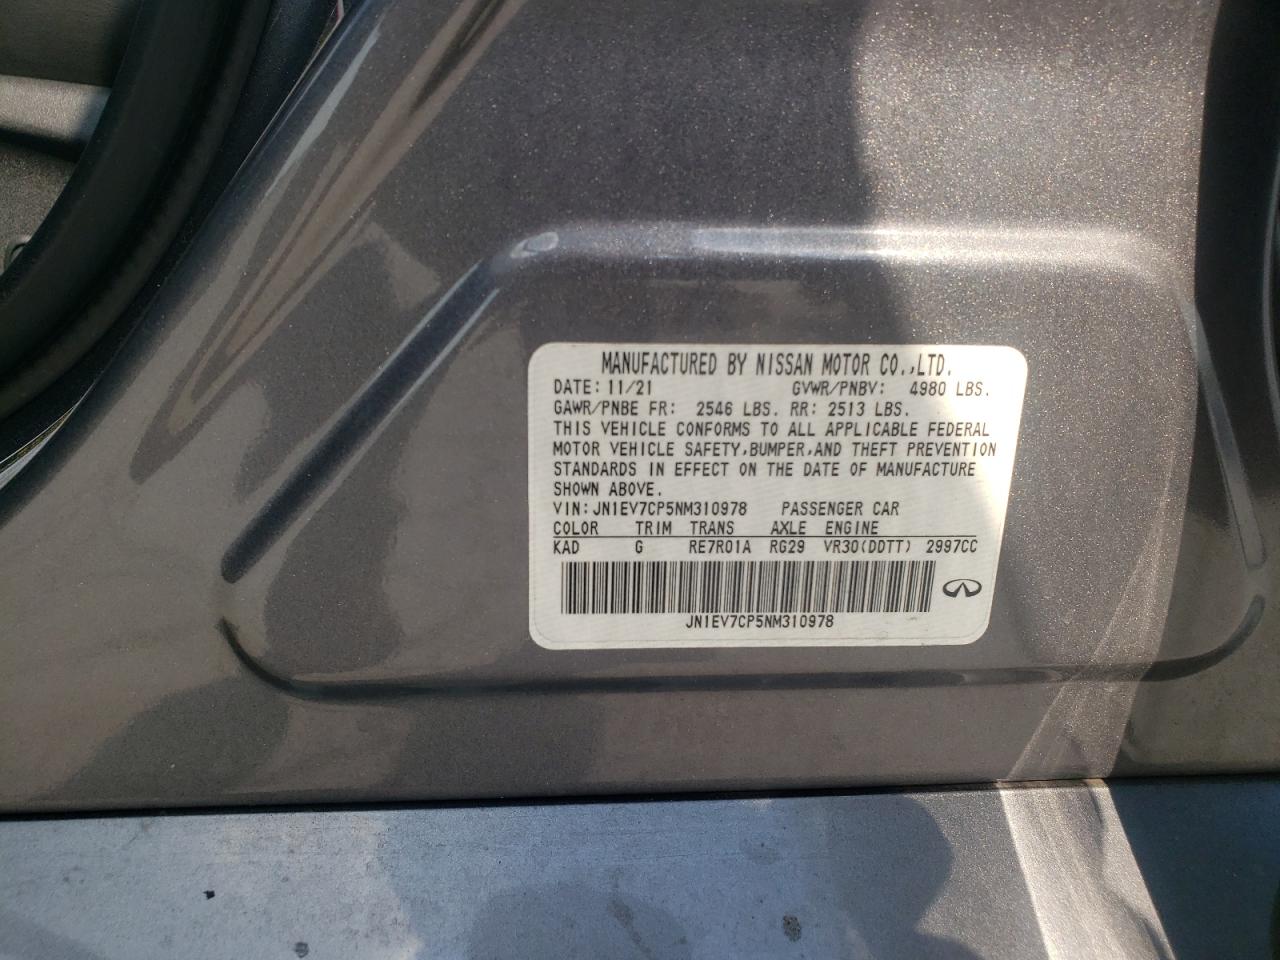 MANUFACTURED BY NISSAN MOTOR CO.,LTD.
DATE: 11/21 GVWR/PNBV: 4980 LBS.
GAWR/PNBE FR: 2546 LBS. RR: 2513 LBS.
THIS VEHICLE CONFORMS TO ALL APPLICABLE FEDERAL
MOTOR VEHICLE SAFETY,BUMPER,AND THEFT PREVENTION
STANDARDS IN EFFECT ON THE DATE OF MANUFACTURE
SHOWN ABOVE.
VIN:JN1EV7CP5NM310978 PASSENGER CAR
COLOR TRIM TRANS AXLE ENGINE
KAD G RE7R01A RG29 VR30(DDTT) 2997CC
JN1EV7CP5NM310978